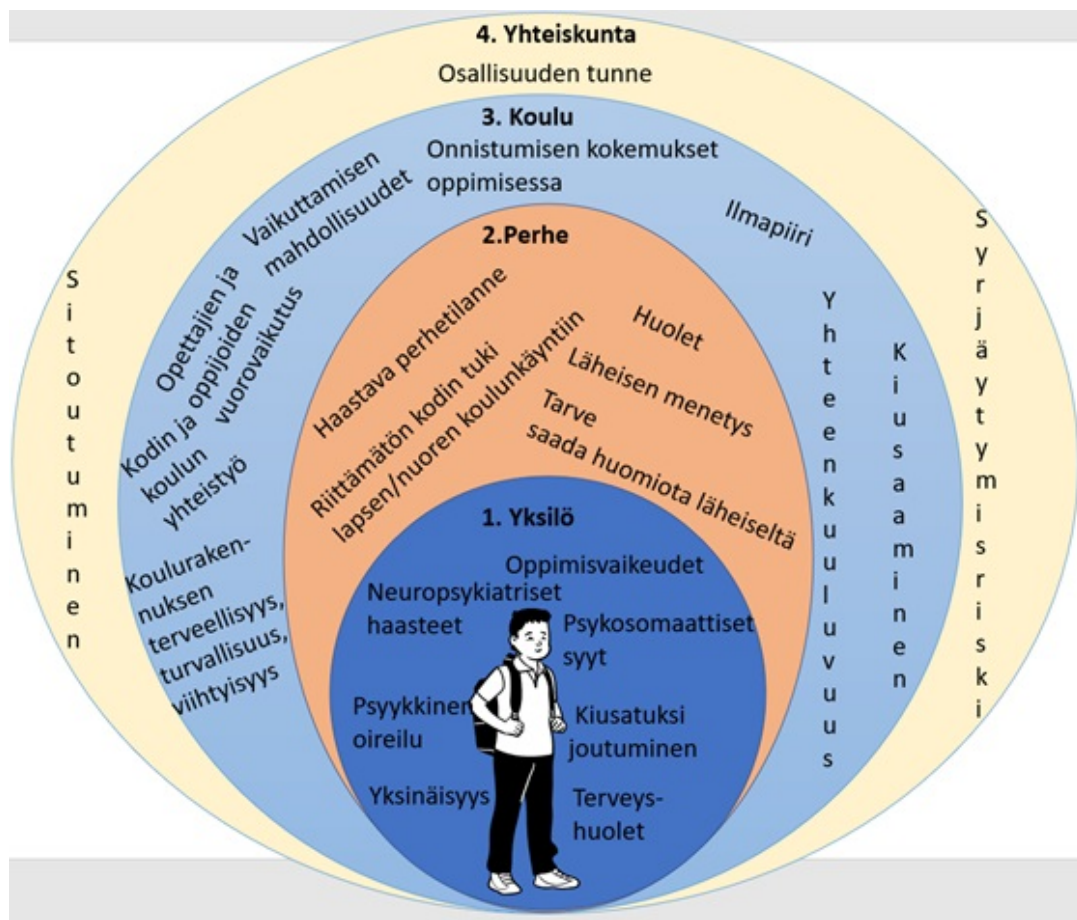 4. Yhteiskunta
Osallisuuden tunne
Sitoutuminen
Syrjäytymisriski
3. Koulu
Onnistumisen kokemukset
oppimisessa
Vaikuttamisen
mahdollisuudet
Opettajien ja
oppijoiden
vuorovaikutus
Kodin ja
koulun
yhteistyö
Kouluraken-
nuksen
terveellisyys,
turvallisuus,
viihtyisyys
Ilmapiiri
Yhteenkuuluvuus
Kiusaaminen
2.Perhe
Haastava perhetilanne
Riittämätön kodin tuki
lapsen/nuoren koulunkäyntiin
Huolet
Läheisen menetys
Tarve
saada huomiota läheiseltä
1. Yksilö
Oppimisvaikeudet
Neuropsykiatriset
haasteet
Psykosomaattiset
syyt
Psyykkinen
oireilu
Kiusatuksi
joutuminen
Yksinäisyys
Terveys-
huolet